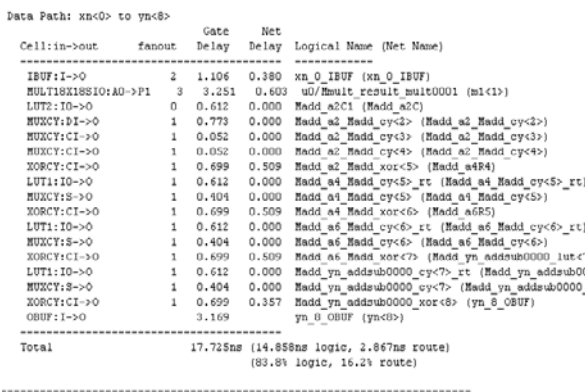 Data Path: xn<0> to yn<8>
Gate Net
Cell:in->out fanout Delay Delay Logical Name (Net Name)
---------------------------------------- ------------
IBUF:I->O 2 1.106 0.380 xn_0_IBUF (xn_0_IBUF)
MULT18X18SIO:A0->P1 3 3.251 0.603 u0/Mmult_result_mult0001 (m1<1>)
LUT2:I0->O 0 0.612 0.000 Madd_a2C1 (Madd_a2C)
MUXCY:DI->O 1 0.773 0.000 Madd_a2_Madd_cy<2> (Madd_a2_Madd_cy<2>)
MUXCY:CI->O 1 0.052 0.000 Madd_a2_Madd_cy<3> (Madd_a2_Madd_cy<3>)
MUXCY:CI->O 1 0.052 0.000 Madd_a2_Madd_cy<4> (Madd_a2_Madd_cy<4>)
XORCY:CI->O 1 0.699 0.509 Madd_a2_Madd_xor<5> (Madd_a4R4)
LUT1:I0->O 1 0.612 0.000 Madd_a4_Madd_cy<5>_rt (Madd_a4_Madd_cy<5>_rt)
MUXCY:S->O 1 0.404 0.000 Madd_a4_Madd_cy<5> (Madd_a4_Madd_cy<5>)
XORCY:CI->O 1 0.699 0.509 Madd_a4_Madd_xor<6> (Madd_a6R5)
LUT1:I0->O 1 0.612 0.000 Madd_a6_Madd_cy<6>_rt (Madd_a6_Madd_cy<6>_rt)
MUXCY:S->O 1 0.404 0.000 Madd_a6_Madd_cy<6> (Madd_a6_Madd_cy<6>)
XORCY:CI->O 1 0.699 0.509 Madd_a6_Madd_xor<7> (Madd_yn_addsub0000_lut<7
LUT1:I0->O 1 0.612 0.000 Madd_yn_addsub0000_cy<7>_rt (Madd_yn_addsub00
MUXCY:S->O 1 0.404 0.000 Madd_yn_addsub0000_cy<7> (Madd_yn_addsub0000_
XORCY:CI->O 1 0.699 0.357 Madd_yn_addsub0000_xor<8> (yn_8_OBUF)
OBUF:I->O 3.169 yn_8_OBUF (yn<8>)
----------------------------------------
Total 17.725ns (14.858ns logic, 2.867ns route)
(83.8% logic, 16.2% route)